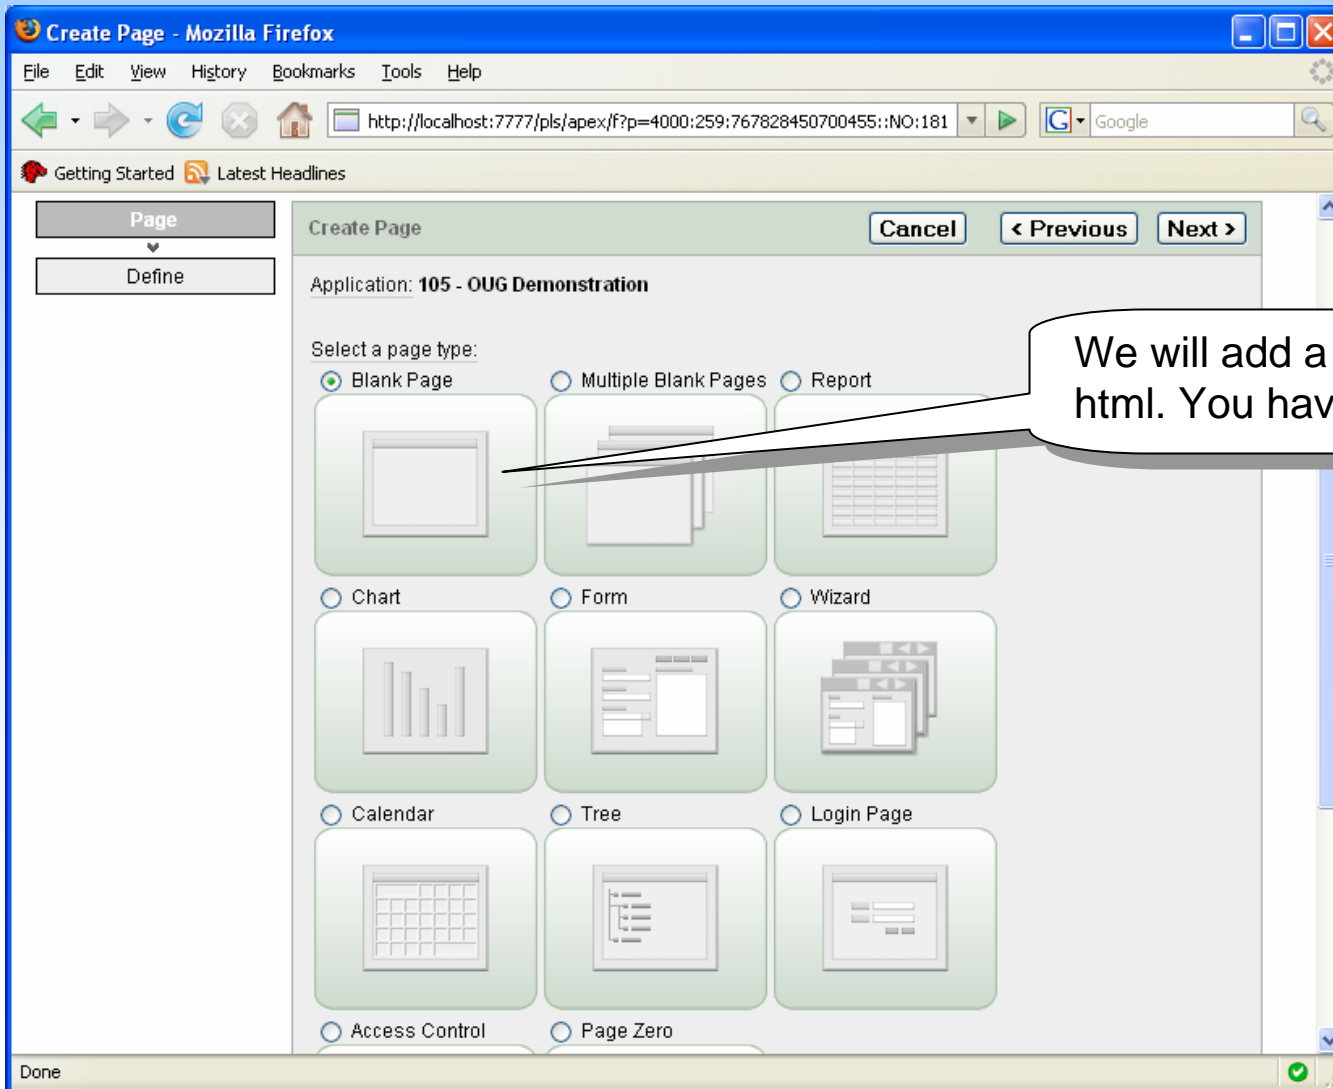 Create Page - Mozilla Firefox
File Edit View History Bookmarks Tools Help
http://localhost:7777/pls/apex/f?p=4000:259:767828450700455::NO:181
G Google
Getting Started Latest Headlines
Page
Define
Create Page
Cancel
< Previous
Next >
Application: 105 - OUG Demonstration
Select a page type:
Blank Page Multiple Blank Pages Report
We will add a
html. You hav
Chart Form Wizard
Calendar Tree Login Page
Access Control Page Zero
Done